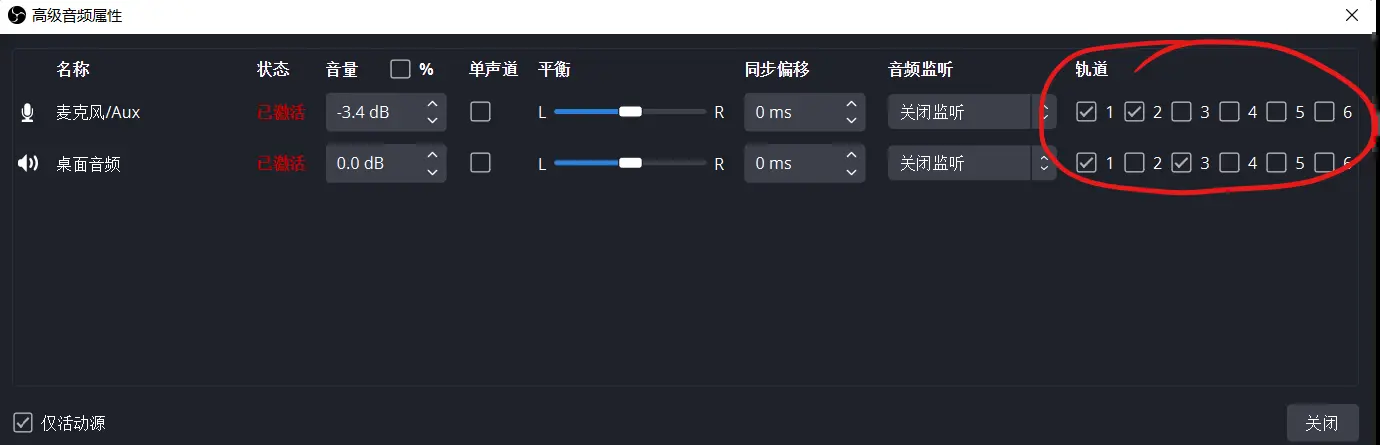 高级音频属性
名称 状态 音量 % 单声道 平衡 同步偏移 音频监听 轨道
麦克风/Aux 已激活 -3.4 dB L R 0 ms 关闭监听 1 2 3 4 5 6
桌面音频 已激活 0.0 dB L R 0 ms 关闭监听 1 2 3 4 5 6
仅活动源 关闭